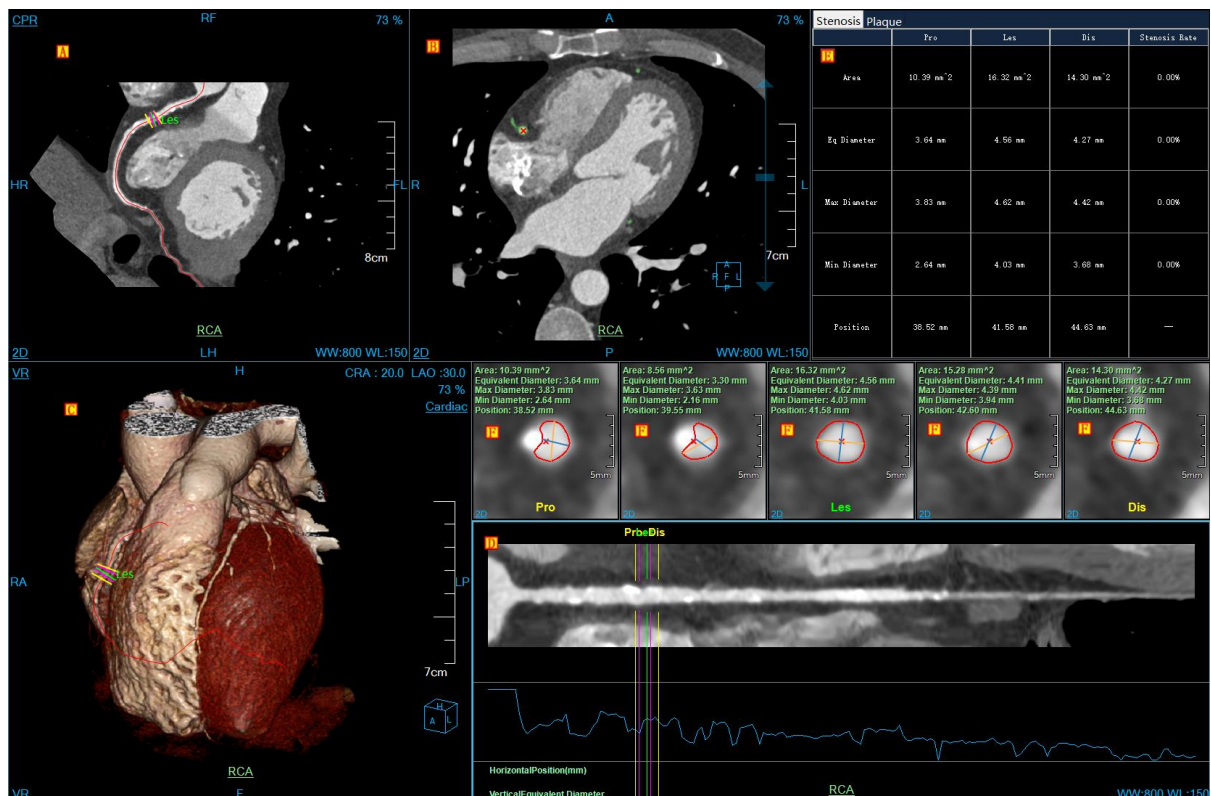 CPR RF 73 %
A
HR FL
Les
8cm
RCA
2D LH WW:800 WL:150
A 73 %
B
R L
7cm
A
R F L
P
RCA
2D P WW:800 WL:150
Stenosis Plaque
Pro Les Dis Stenosis Rate
E
Area 10.39 mm^2 16.32 mm^2 14.30 mm^2 0.00%
Eq Diameter 3.64 mm 4.56 mm 4.27 mm 0.00%
Max Diameter 3.83 mm 4.62 mm 4.42 mm 0.00%
Min Diameter 2.64 mm 4.03 mm 3.68 mm 0.00%
Position 38.52 mm 41.58 mm 44.63 mm —
VR H CRA : 20.0 LAO :30.0
73 %
Cardiac
C
RA LP
Les
7cm
H
A L
RCA
VR F
Area: 10.39 mm^2
Equivalent Diameter: 3.64 mm
Max Diameter: 3.83 mm
Min Diameter: 2.64 mm
Position: 38.52 mm
F
5mm
Pro
2D
Area: 8.56 mm^2
Equivalent Diameter: 3.30 mm
Max Diameter: 3.63 mm
Min Diameter: 2.16 mm
Position: 39.55 mm
F
5mm
2D
Area: 16.32 mm^2
Equivalent Diameter: 4.56 mm
Max Diameter: 4.62 mm
Min Diameter: 4.03 mm
Position: 41.58 mm
F
5mm
Les
2D
Area: 15.28 mm^2
Equivalent Diameter: 4.41 mm
Max Diameter: 4.39 mm
Min Diameter: 3.94 mm
Position: 42.60 mm
F
5mm
2D
Area: 14.30 mm^2
Equivalent Diameter: 4.27 mm
Max Diameter: 4.42 mm
Min Diameter: 3.68 mm
Position: 44.63 mm
F
5mm
Dis
2D
Pro Les Dis
D
HorizontalPosition(mm)
VerticalEquivalent Diameter
RCA
WW:800 WL:150